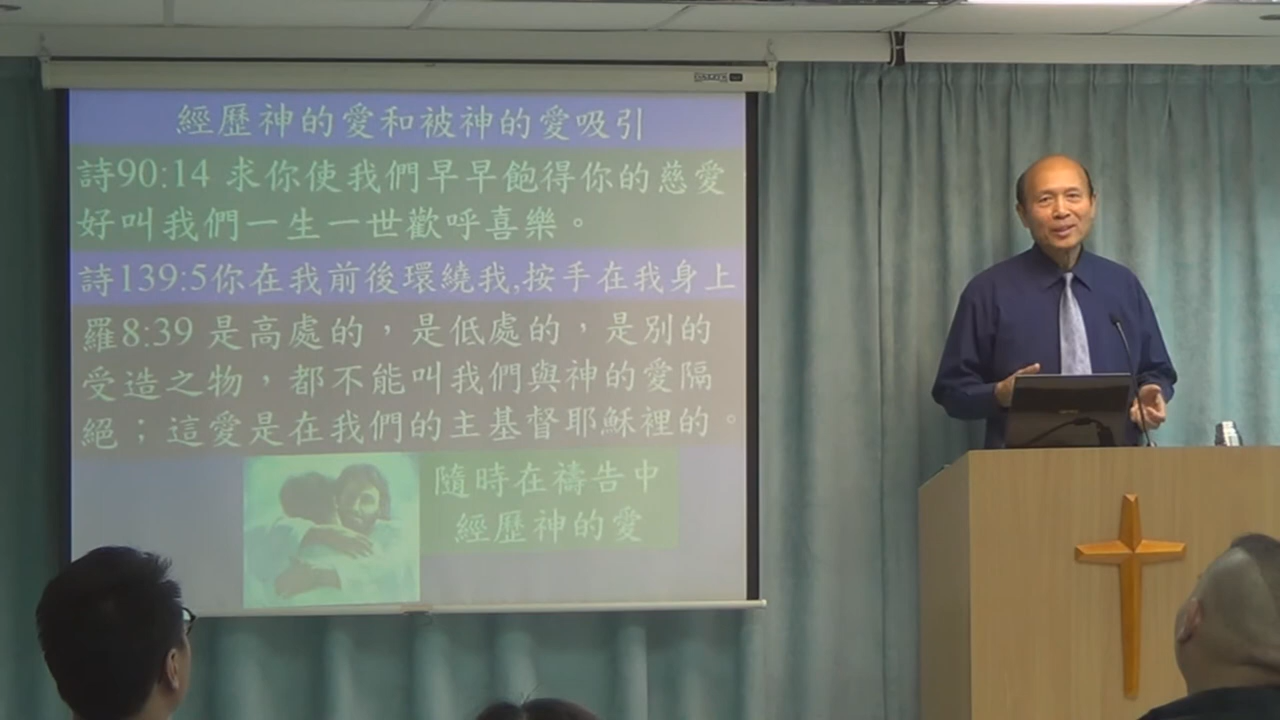 經歷神的愛和被神的愛吸引
詩90:14 求你使我們早早飽得你的慈愛
好叫我們一生一世歡呼喜樂。
詩139:5你在我前後環繞我,按手在我身上
羅8:39 是高處的，是低處的，是別的
受造之物，都不能叫我們與神的愛隔
絕；這愛是在我們的主基督耶穌裡的。
隨時在禱告中
經歷神的愛